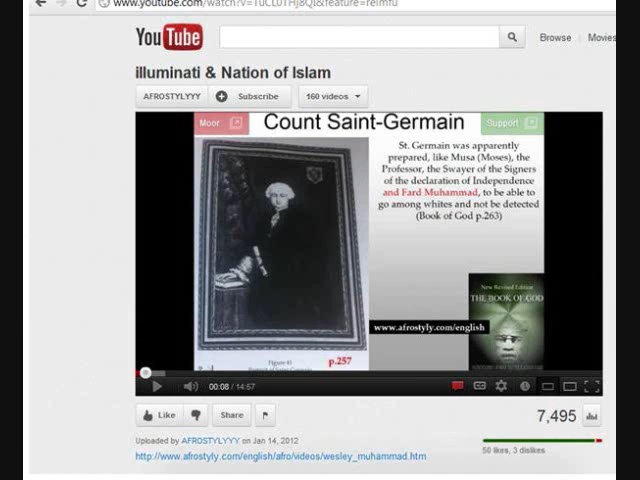 www.youtube.com/watch?v=TuCL0THj8QI&feature=relmfu
YouTube
Browse
Movies
illuminati & Nation of Islam
AFROSTYLYYY
Subscribe
160 videos
Moor
Count Saint-Germain
Support
St. Germain was apparently
prepared, like Musa (Moses), the
Professor, the Swayer of the Signers
of the declaration of Independence
and Fard Muhammad, to be able to
go among whites and not be detected
(Book of God p.263)
New Revised Edition
THE BOOK OF GOD
www.afrostyly.com/english
Figure 41
p.257
00:08 / 14:57
Like
Share
7,495
Uploaded by AFROSTYLYYY on Jan 14, 2012
50 likes, 3 dislikes
http://www.afrostyly.com/english/afro/videos/wesley_muhammad.htm